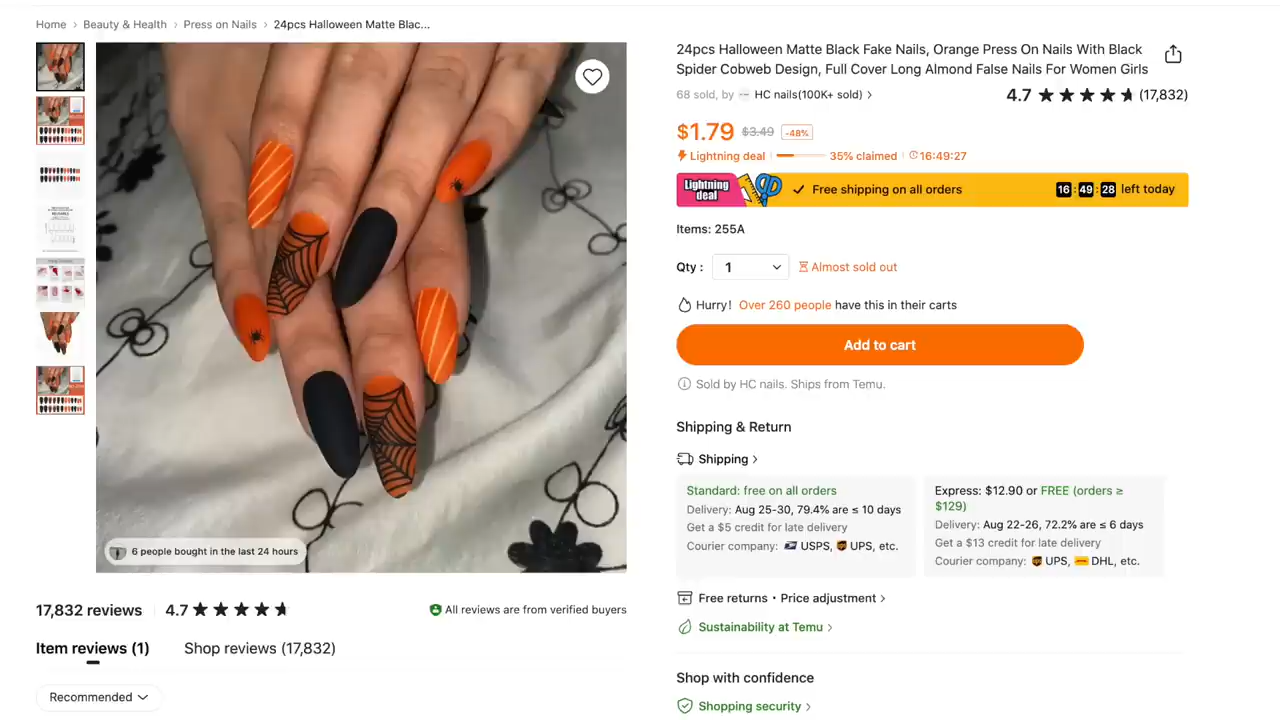 Home > Beauty & Health > Press on Nails > 24pcs Halloween Matte Blac...
24pcs Halloween Matte Black Fake Nails, Orange Press On Nails With Black
Spider Cobweb Design, Full Cover Long Almond False Nails For Women Girls
68 sold, by HC nails(100K+ sold) >
4.7 (17,832)
$1.79 $3.49 -48%
Lightning deal 35% claimed 16:49:27
Lightning deal
Free shipping on all orders 16:49:28 left today
Items: 255A
Qty : 1 Almost sold out
Hurry! Over 260 people have this in their carts
Add to cart
Sold by HC nails. Ships from Temu.
Shipping & Return
Shipping >
Standard: free on all orders
Delivery: Aug 25-30, 79.4% are ≤ 10 days
Get a $5 credit for late delivery
Courier company: USPS, UPS, etc.
Express: $12.90 or FREE (orders ≥
$129)
Delivery: Aug 22-26, 72.2% are ≤ 6 days
Get a $13 credit for late delivery
Courier company: UPS, DHL, etc.
Free returns · Price adjustment >
Sustainability at Temu >
Shop with confidence
Shopping security >
6 people bought in the last 24 hours
17,832 reviews 4.7
All reviews are from verified buyers
Item reviews (1) Shop reviews (17,832)
Recommended